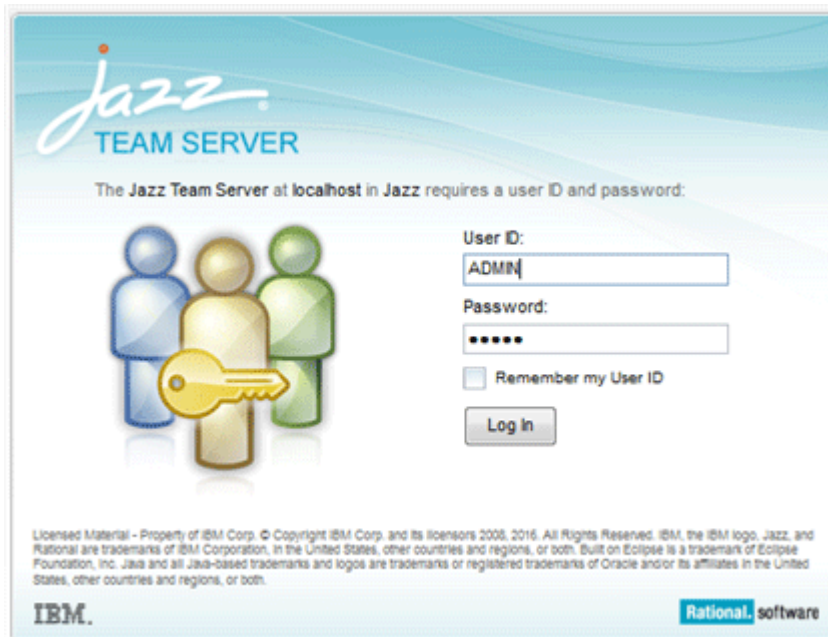 jazz®
TEAM SERVER
The Jazz Team Server at localhost in Jazz requires a user ID and password:
User ID:
ADMIN
Password:
•••••
Remember my User ID
Log In
Licensed Material - Property of IBM Corp. © Copyright IBM Corp. and its licensors 2008, 2016. All Rights Reserved. IBM, the IBM logo, Jazz, and
Rational are trademarks of IBM Corporation, in the United States, other countries and regions, or both. Built on Eclipse is a trademark of Eclipse
Foundation, Inc. Java and all Java-based trademarks and logos are trademarks or registered trademarks of Oracle and/or its affiliates in the United
States, other countries and regions, or both.
IBM.
Rational. software